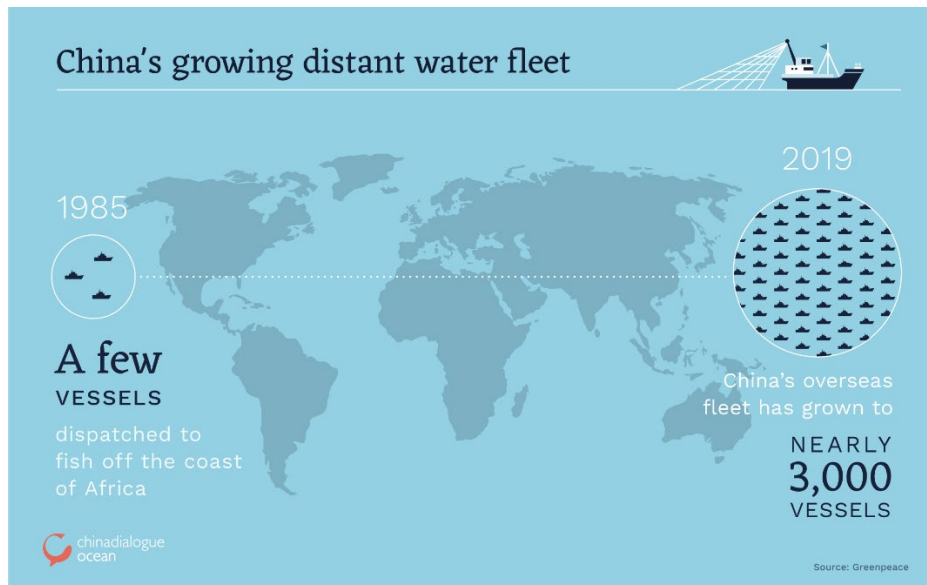 China's growing distant water fleet
1985
A few
VESSELS
dispatched to
fish off the coast
of Africa
2019
China's overseas
fleet has grown to
NEARLY
3,000
VESSELS
chinadialogue
ocean
Source: Greenpeace